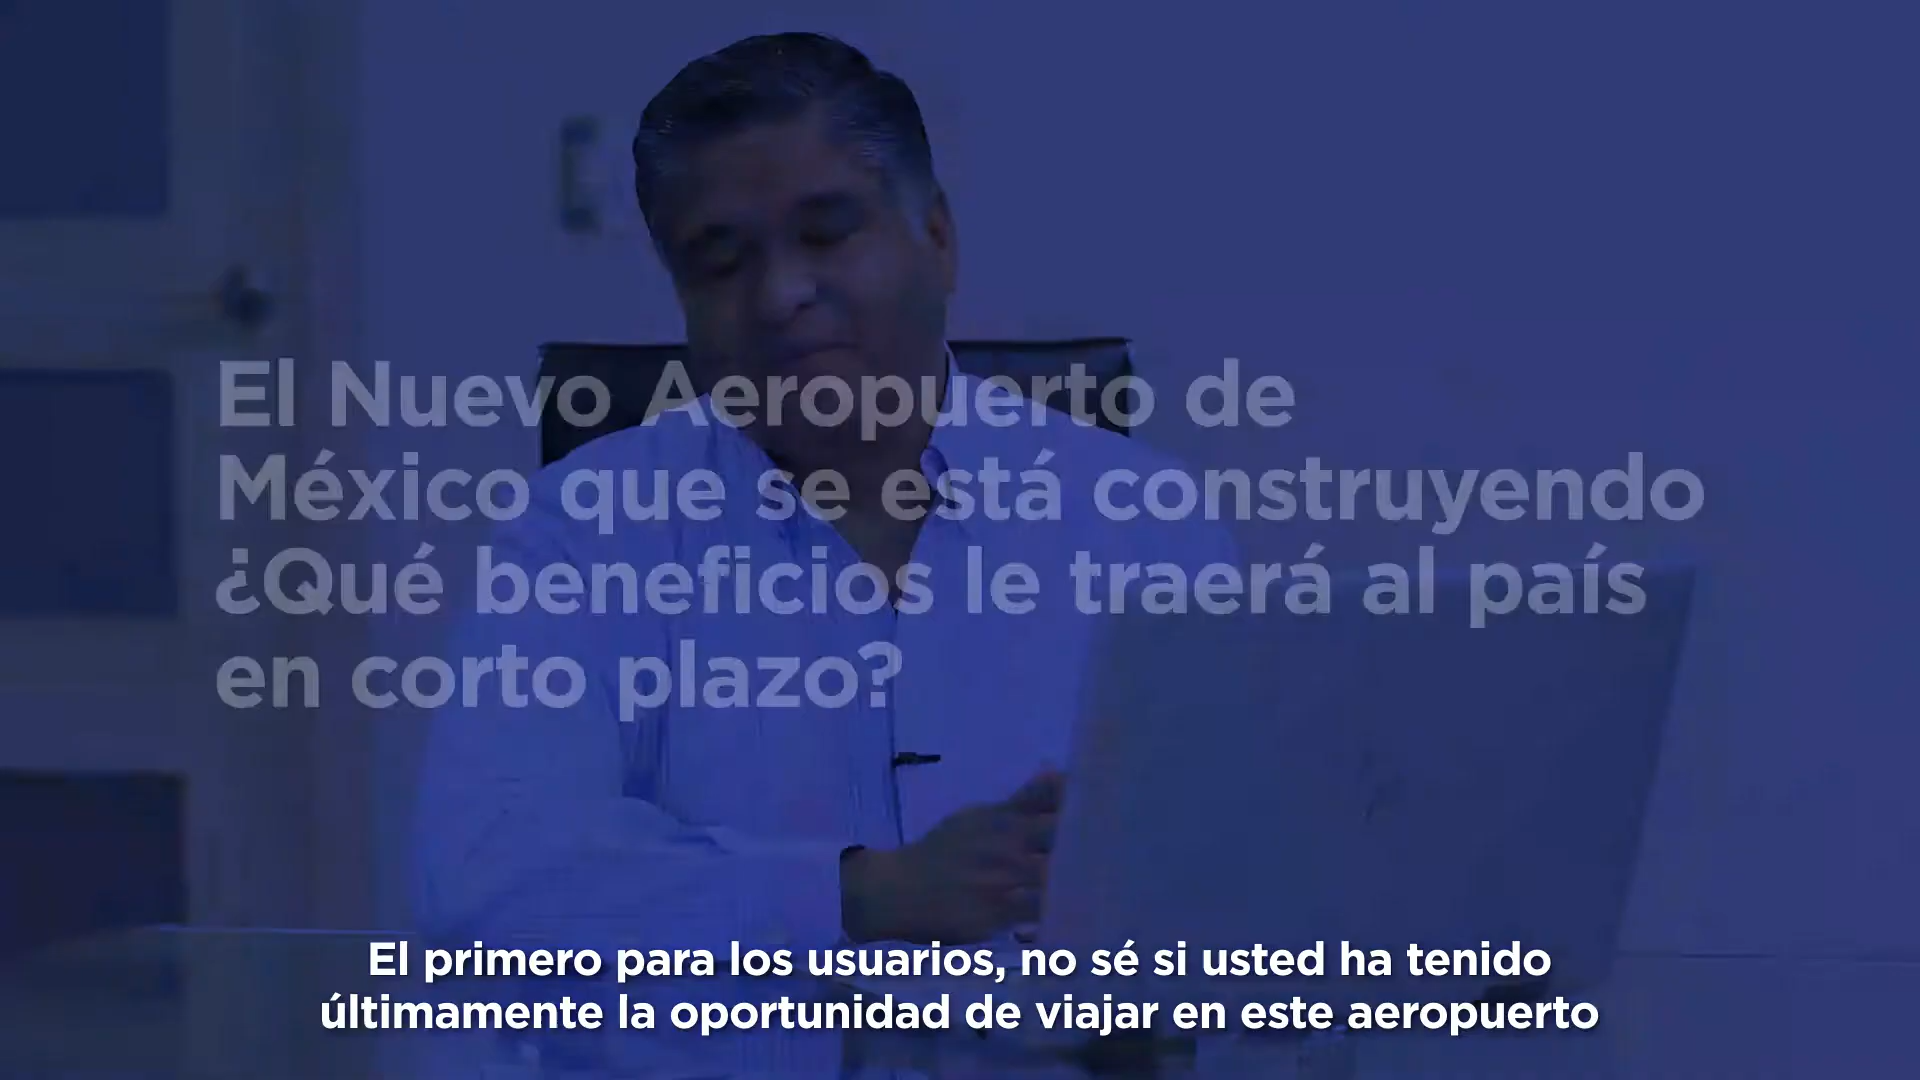 El Nuevo Aeropuerto de
México que se está construyendo
¿Qué beneficios le traerá al país
en corto plazo?
El primero para los usuarios, no sé si usted ha tenido
últimamente la oportunidad de viajar en este aeropuerto